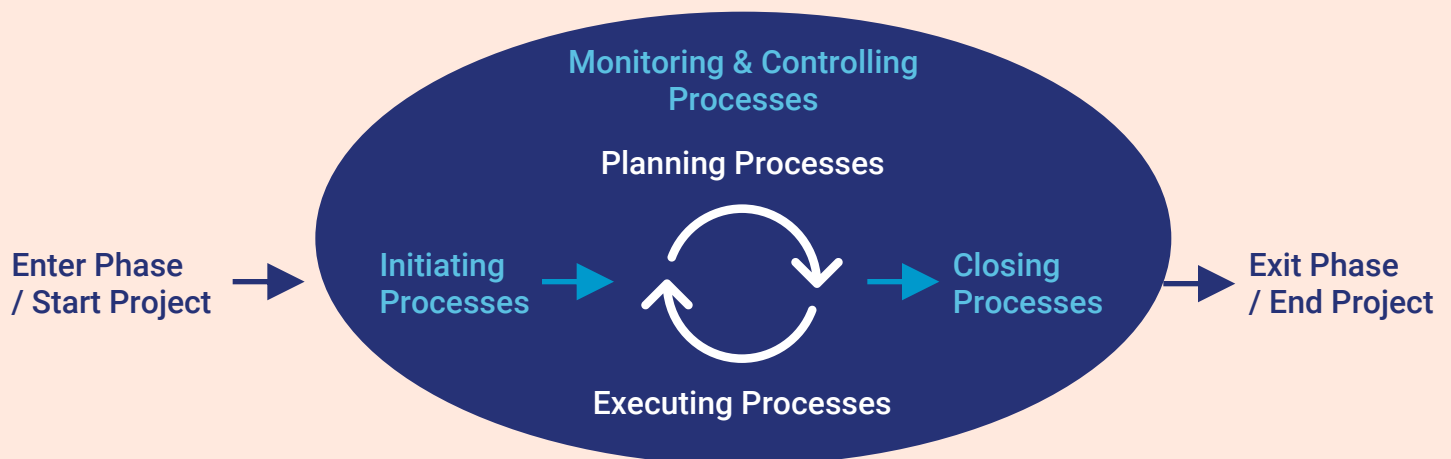 Monitoring & Controlling
Processes
Planning Processes
Enter Phase
/ Start Project
Initiating
Processes
Closing
Processes
Exit Phase
/ End Project
Executing Processes